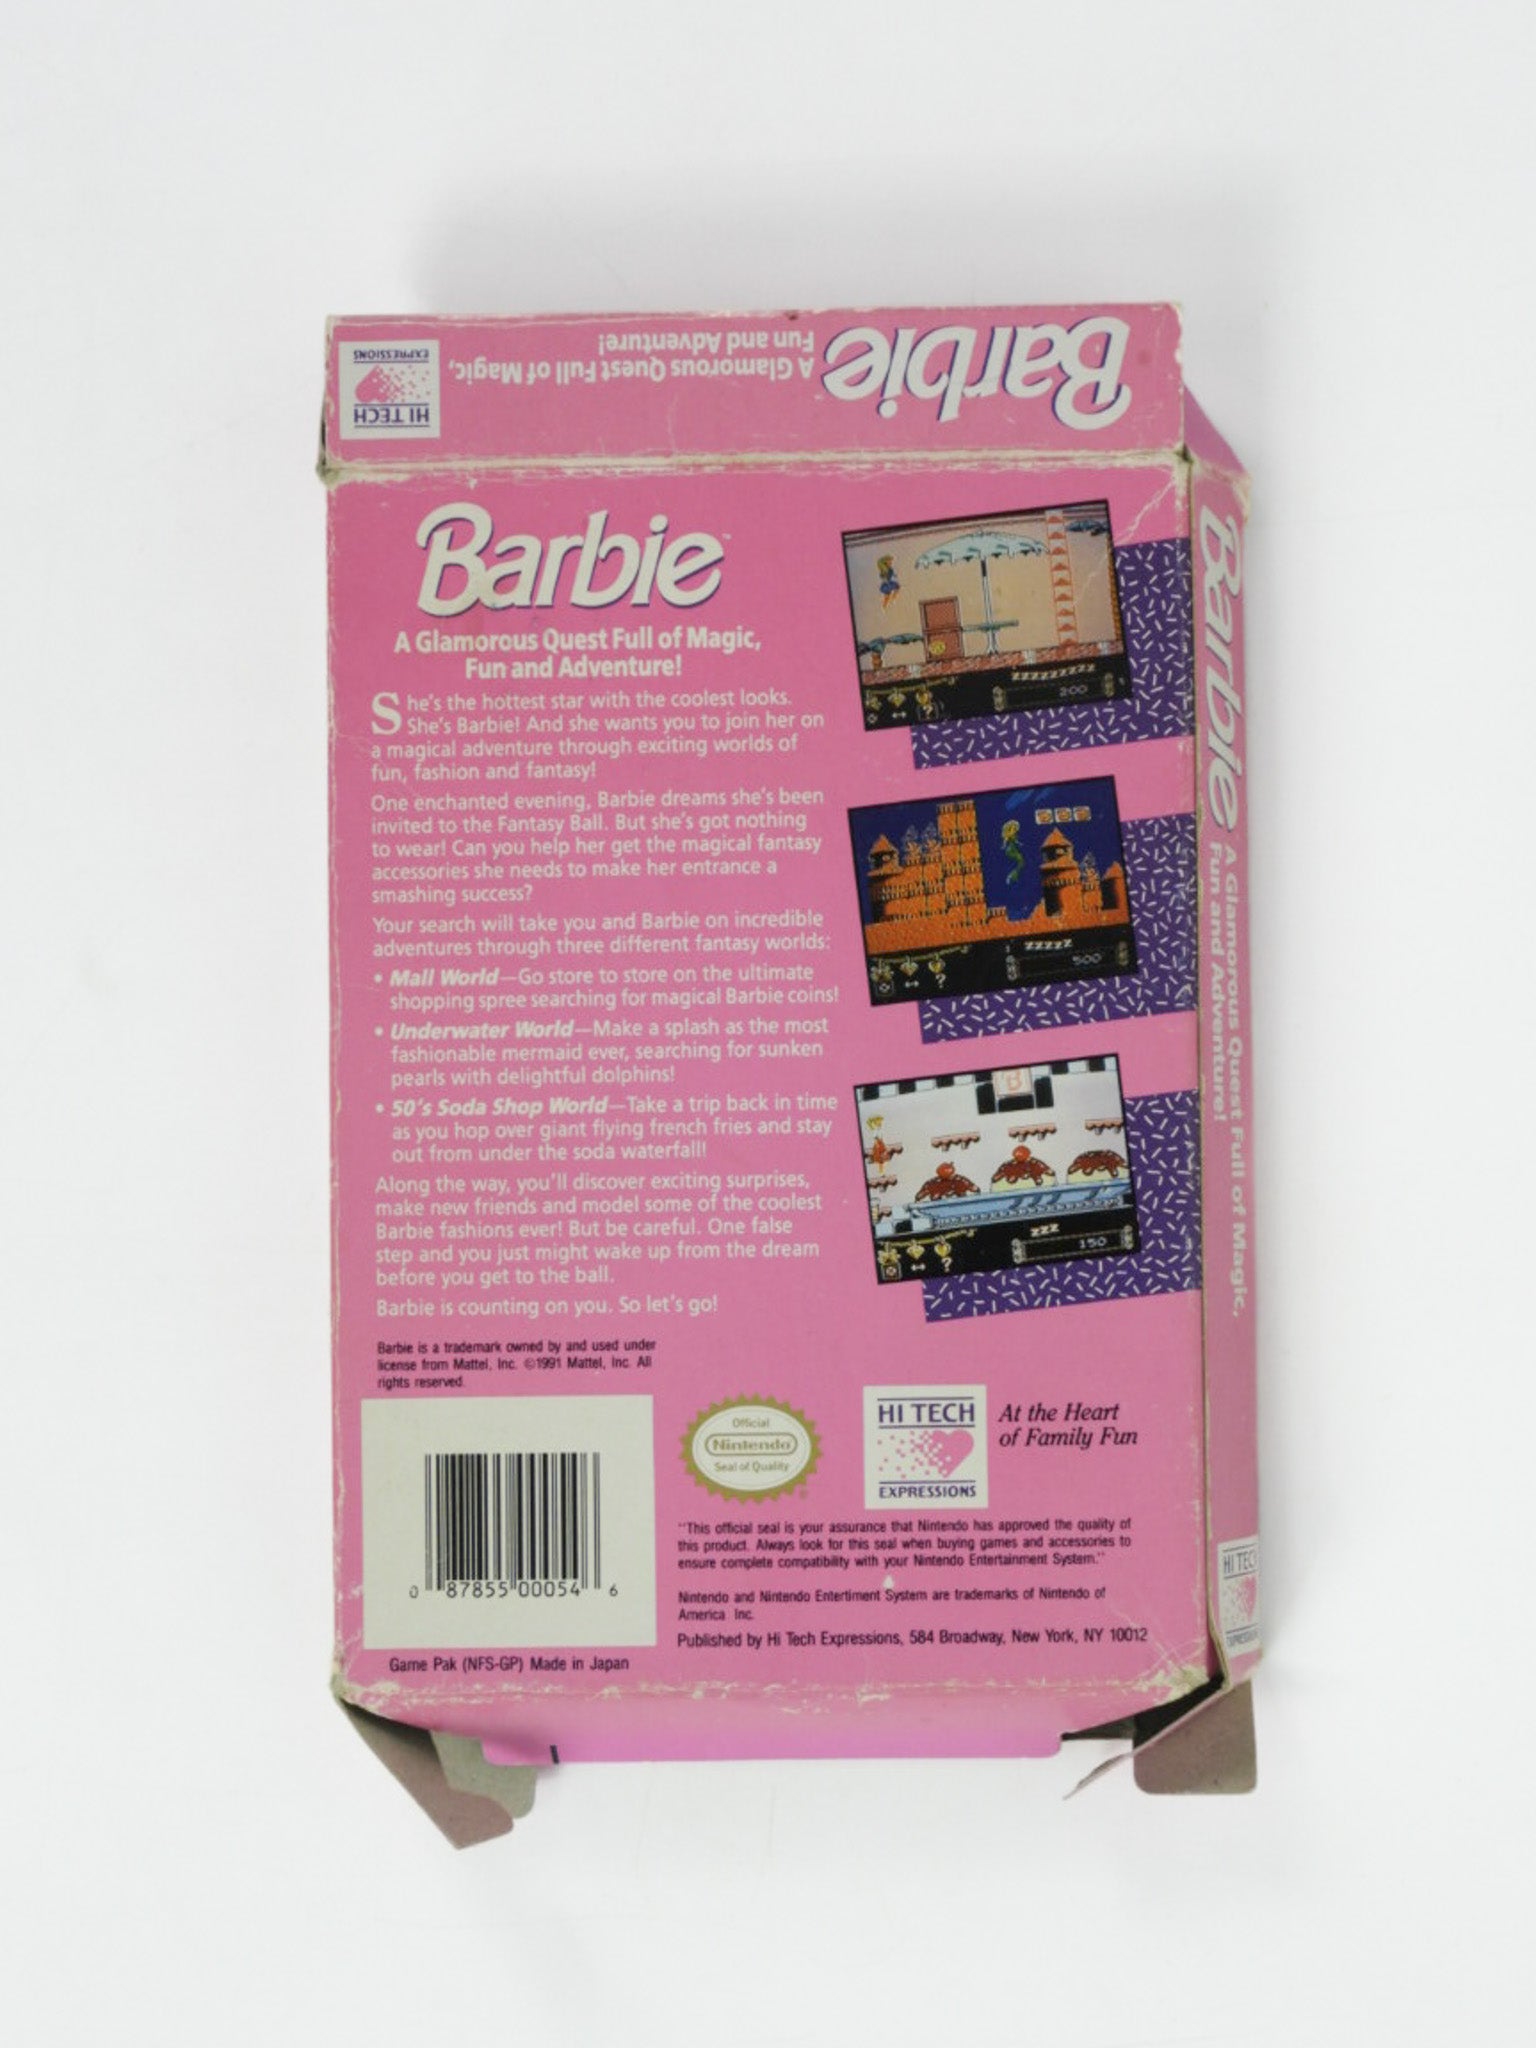 Barbie
A Glamorous Quest Full of Magic,
Fun and Adventure!
HI TECH
EXPRESSIONS
Barbie™
A Glamorous Quest Full of Magic,
Fun and Adventure!
She's the hottest star with the coolest looks.
She's Barbie! And she wants you to join her on
a magical adventure through exciting worlds of
fun, fashion and fantasy!
One enchanted evening, Barbie dreams she's been
invited to the Fantasy Ball. But she's got nothing
to wear! Can you help her get the magical fantasy
accessories she needs to make her entrance a
smashing success?
Your search will take you and Barbie on incredible
adventures through three different fantasy worlds:
• Mall World—Go store to store on the ultimate
shopping spree searching for magical Barbie coins!
• Underwater World—Make a splash as the most
fashionable mermaid ever, searching for sunken
pearls with delightful dolphins!
• 50's Soda Shop World—Take a trip back in time
as you hop over giant flying french fries and stay
out from under the soda waterfall!
Along the way, you'll discover exciting surprises,
make new friends and model some of the coolest
Barbie fashions ever! But be careful. One false
step and you just might wake up from the dream
before you get to the ball.
Barbie is counting on you. So let's go!
Barbie is a trademark owned by and used under
license from Mattel, Inc. ©1991 Mattel, Inc. All
rights reserved.
0 87855 00054 6
Game Pak (NFS-GP) Made in Japan
ZZZZZZZZZ
200
?
ZZZZZ
500
?
B
ZZZ
150
?
Official
Nintendo
Seal of Quality
®
HI TECH
EXPRESSIONS
At the Heart
of Family Fun
"This official seal is your assurance that Nintendo has approved the quality of
this product. Always look for this seal when buying games and accessories to
ensure complete compatibility with your Nintendo Entertainment System."
Nintendo and Nintendo Entertiment System are trademarks of Nintendo of
America Inc.
Published by Hi Tech Expressions, 584 Broadway, New York, NY 10012
Barbie
A Glamorous Quest Full of Magic,
Fun and Adventure!
HI TECH
EXPRESSIONS